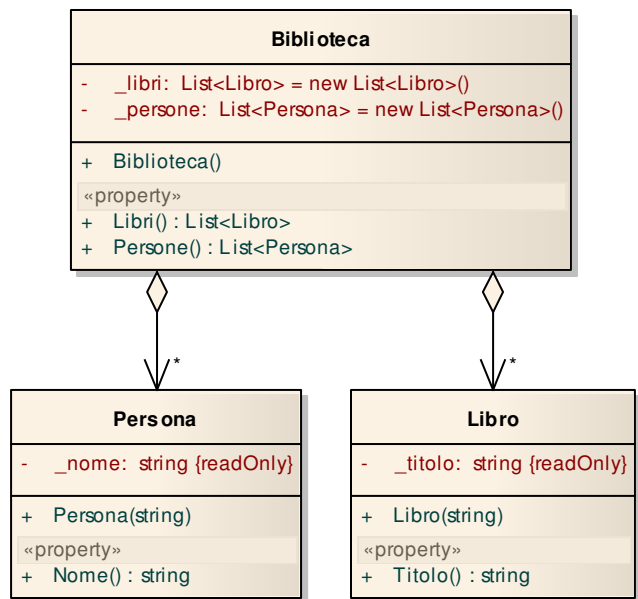 Biblioteca
- _libri: List<Libro> = new List<Libro>()
- _persone: List<Persona> = new List<Persona>()
+ Biblioteca()
«property»
+ Libri() : List<Libro>
+ Persone() : List<Persona>
*
*
Persona
- _nome: string {readOnly}
+ Persona(string)
«property»
+ Nome() : string
Libro
- _titolo: string {readOnly}
+ Libro(string)
«property»
+ Titolo() : string